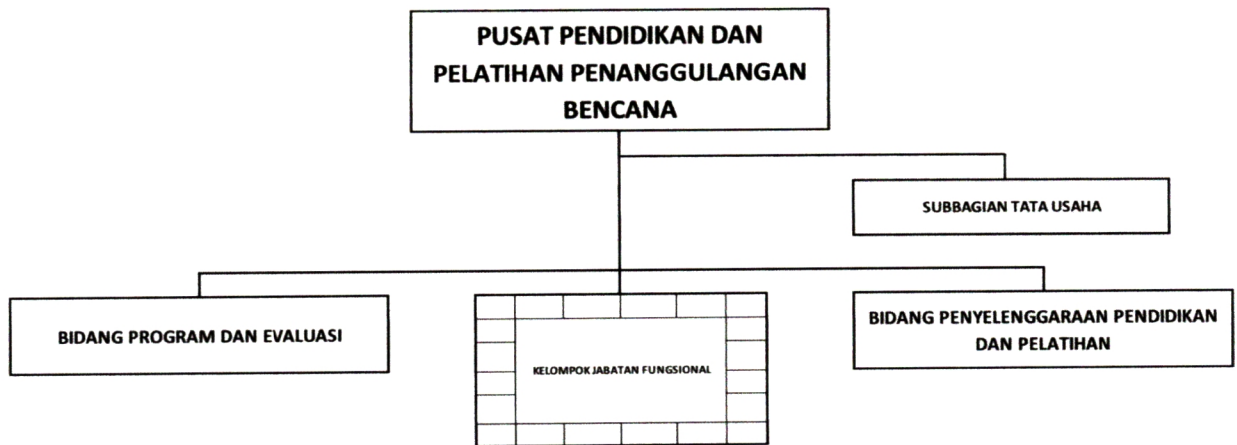 PUSAT PENDIDIKAN DAN
PELATIHAN PENANGGULANGAN
BENCANA
SUBBAGIAN TATA USAHA
BIDANG PROGRAM DAN EVALUASI
KELOMPOK JABATAN FUNGSIONAL
BIDANG PENYELENGGARAAN PENDIDIKAN
DAN PELATIHAN